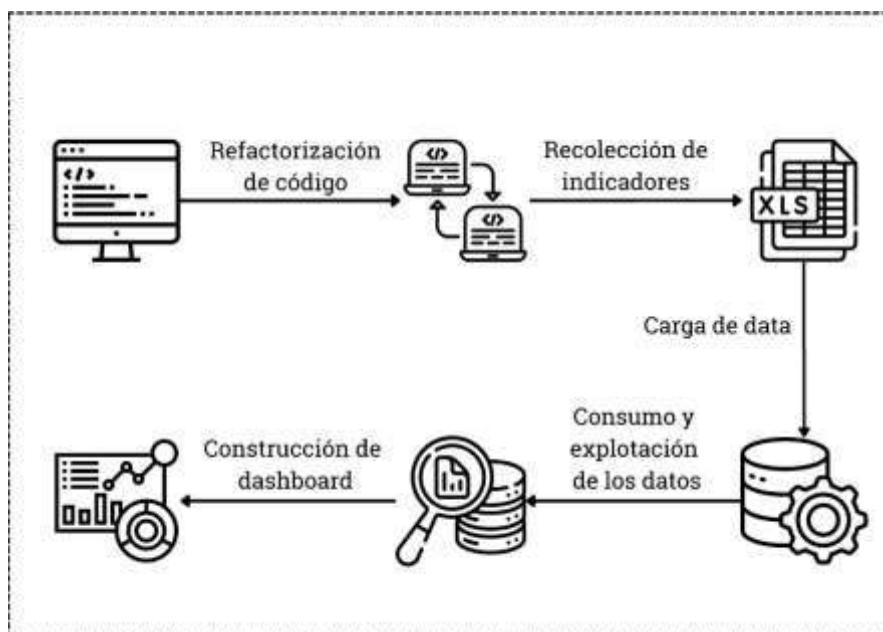 Refactorización
de código
Recolección de
indicadores
</>
</>
</>
XLS
Carga de data
Consumo y
explotación
de los datos
Construcción de
dashboard